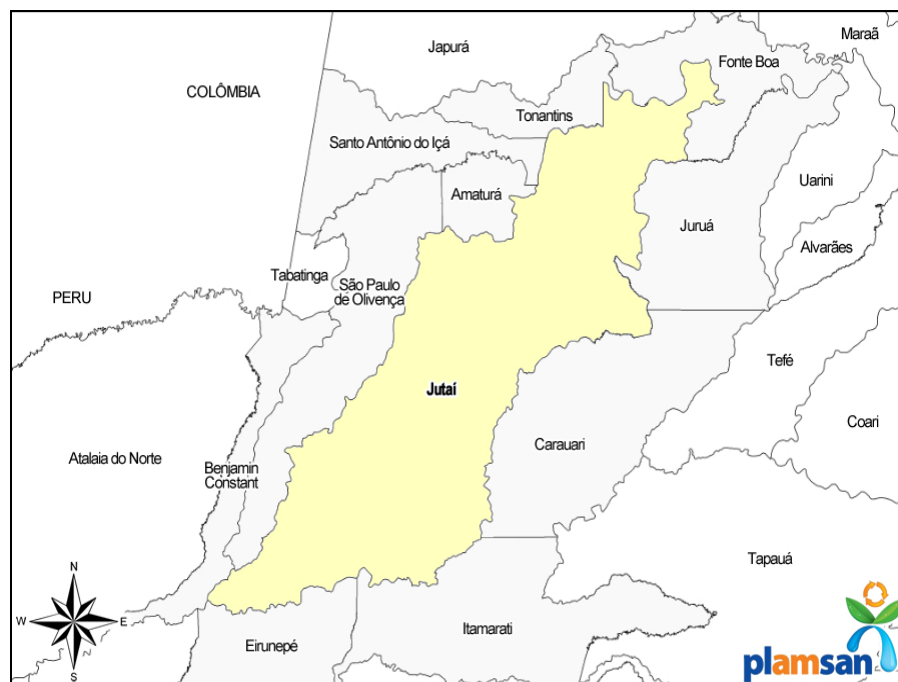 Maraã
Japurá
Fonte Boa
COLÔMBIA
Tonantins
Santo Antônio do Içá
Uarini
Amaturá
Juruá
Alvarães
Tabatinga
São Paulo
de Olivença
PERU
Tefé
Jutaí
Coari
Carauari
Atalaia do Norte
Benjamin
Constant
Tapauá
N
W
E
S
Itamarati
Eirunepé
plamsan